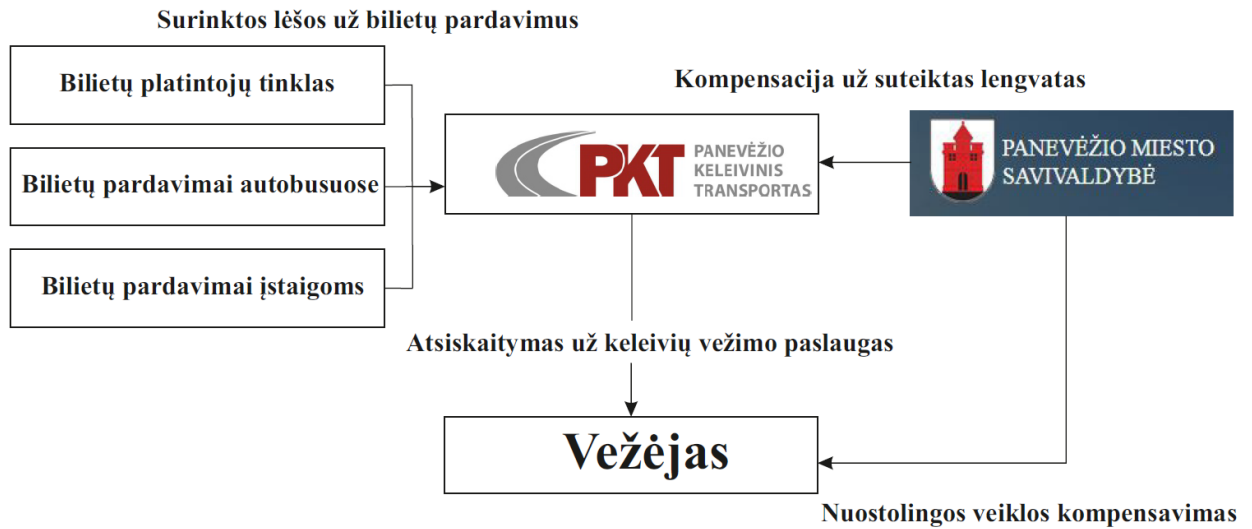 Surinktos lėšos už bilietų pardavimus
Bilietų platintojų tinklas
Kompensacija už suteiktas lengvatas
PKT
PANEVĖŽIO
KELEIVINIS
TRANSPORTAS
PANEVĖŽIO MIESTO
SAVIVALDYBĖ
Bilietų pardavimai autobusuose
Bilietų pardavimai įstaigoms
Atsiskaitymas už keleivių vežimo paslaugas
Vežėjas
Nuostolingos veiklos kompensavimas